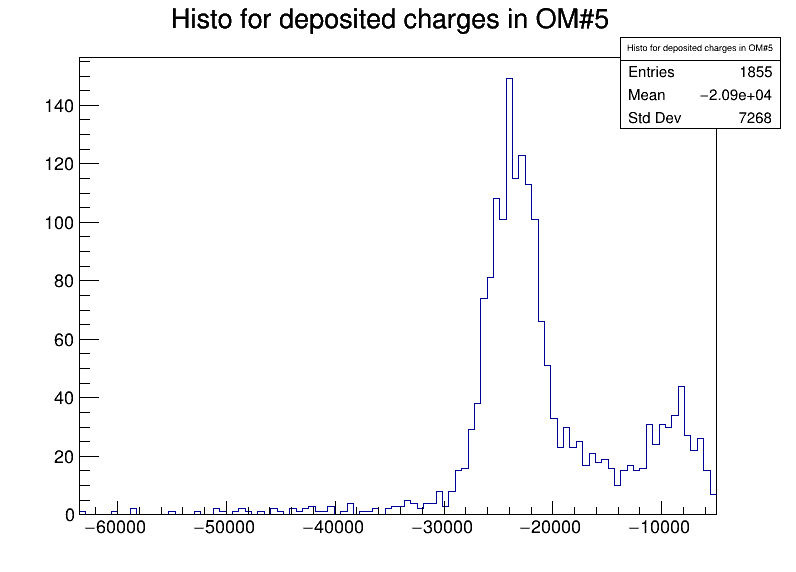 Histo for deposited charges in OM#5
Histo for deposited charges in OM#5
Entries 1855
Mean −2.09e+04
Std Dev 7268
140
120
100
80
60
40
20
0
−60000 −50000 −40000 −30000 −20000 −10000